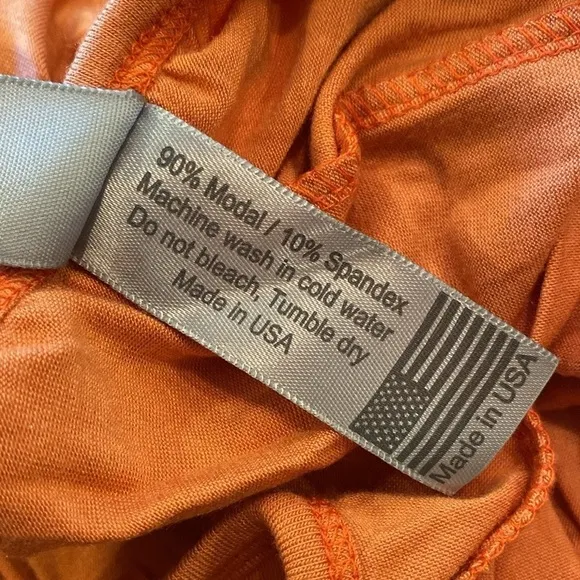 90% Modal / 10% Spandex
Machine wash in cold water
Do not bleach, Tumble dry
Made in USA
Made in USA